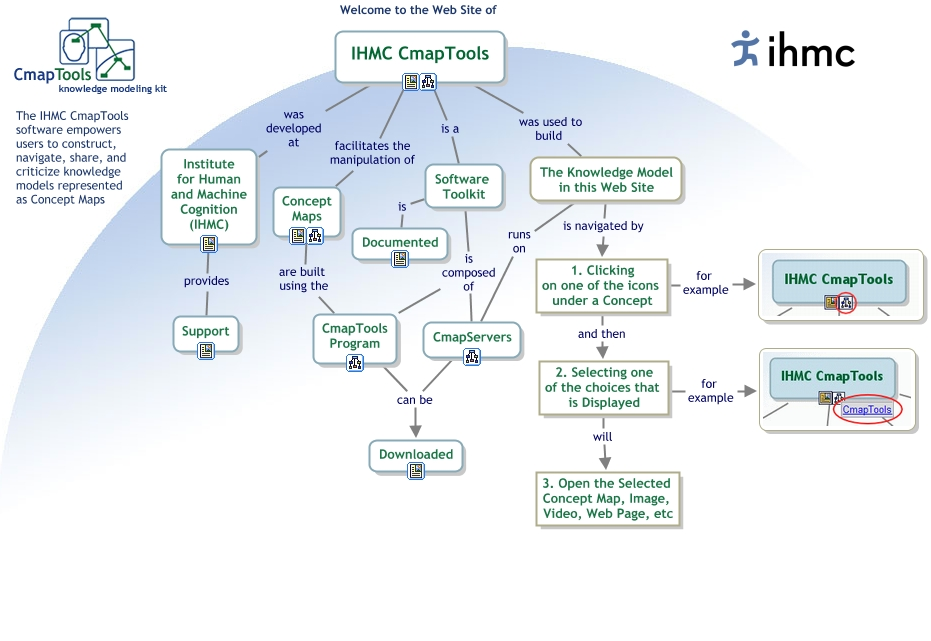 Welcome to the Web Site of
IHMC CmapTools
ihmc
CmapTools
knowledge modeling kit
The IHMC CmapTools
software empowers
users to construct,
navigate, share, and
criticize knowledge
models represented
as Concept Maps
was
developed
at
facilitates the
manipulation of
is a
was used to
build
Institute
for Human
and Machine
Cognition
(IHMC)
Concept
Maps
Software
Toolkit
The Knowledge Model
in this Web Site
is
Documented
runs
on
is navigated by
provides
are built
using the
is
composed
of
1. Clicking
on one of the icons
under a Concept
for
example
IHMC CmapTools
Support
CmapTools
Program
CmapServers
and then
2. Selecting one
of the choices that
is Displayed
for
example
IHMC CmapTools
CmapTools
can be
will
Downloaded
3. Open the Selected
Concept Map, Image,
Video, Web Page, etc